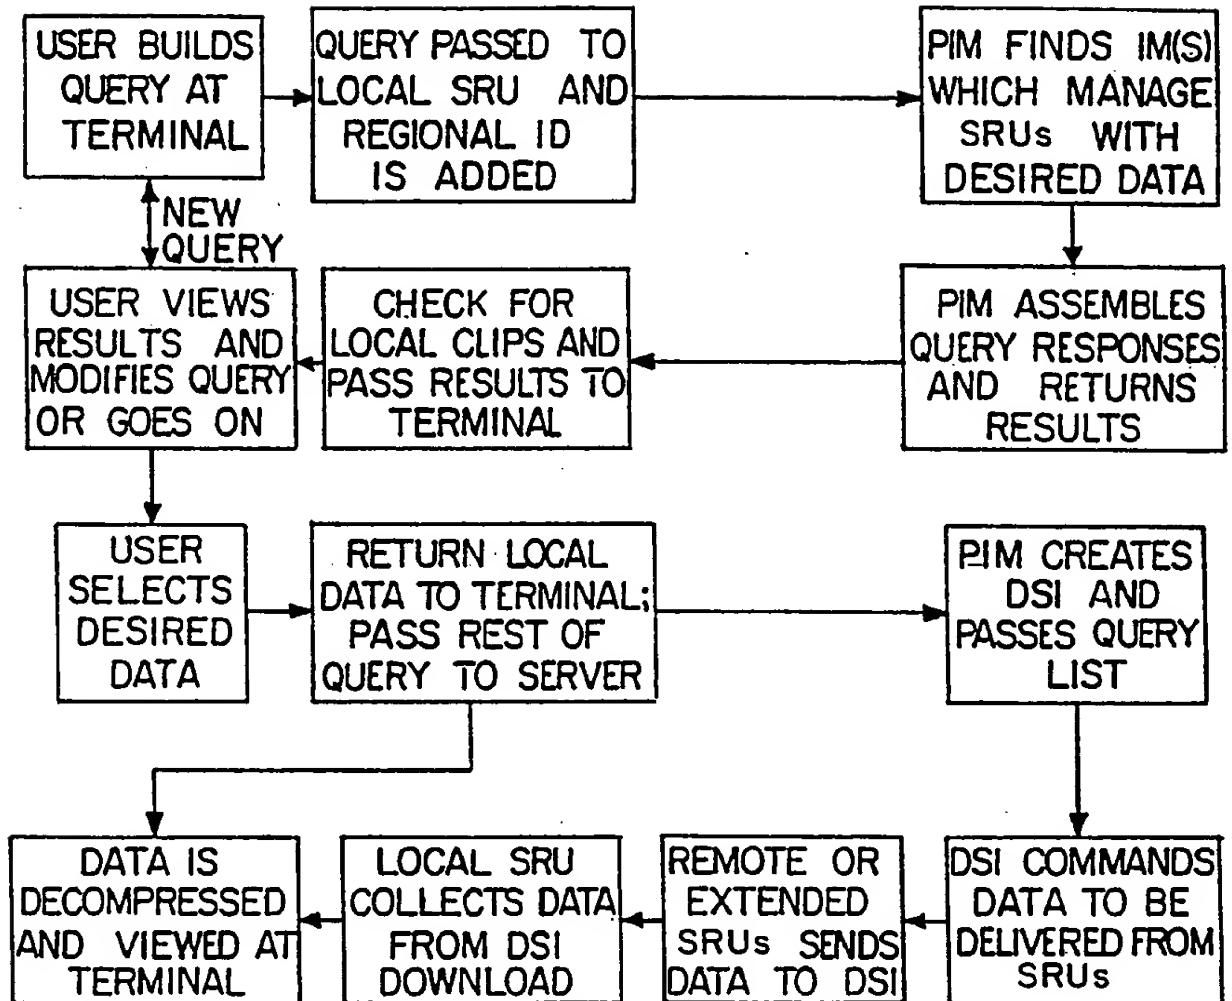 USER BUILDS
QUERY AT
TERMINAL
QUERY PASSED TO
LOCAL SRU AND
REGIONAL ID
IS ADDED
PIM FINDS IM(S)
WHICH MANAGE
SRUs WITH
DESIRED DATA
NEW
QUERY
USER VIEWS
RESULTS AND
MODIFIES QUERY
OR GOES ON
CHECK FOR
LOCAL CLIPS AND
PASS RESULTS TO
TERMINAL
PIM ASSEMBLES
QUERY RESPONSES
AND RETURNS
RESULTS
USER
SELECTS
DESIRED
DATA
RETURN LOCAL
DATA TO TERMINAL;
PASS REST OF
QUERY TO SERVER
PIM CREATES
DSI AND
PASSES QUERY
LIST
DATA IS
DECOMPRESSED
AND VIEWED AT
TERMINAL
LOCAL SRU
COLLECTS DATA
FROM DSI
DOWNLOAD
REMOTE OR
EXTENDED
SRUs SENDS
DATA TO DSI
DSI COMMANDS
DATA TO BE
DELIVERED FROM
SRUs